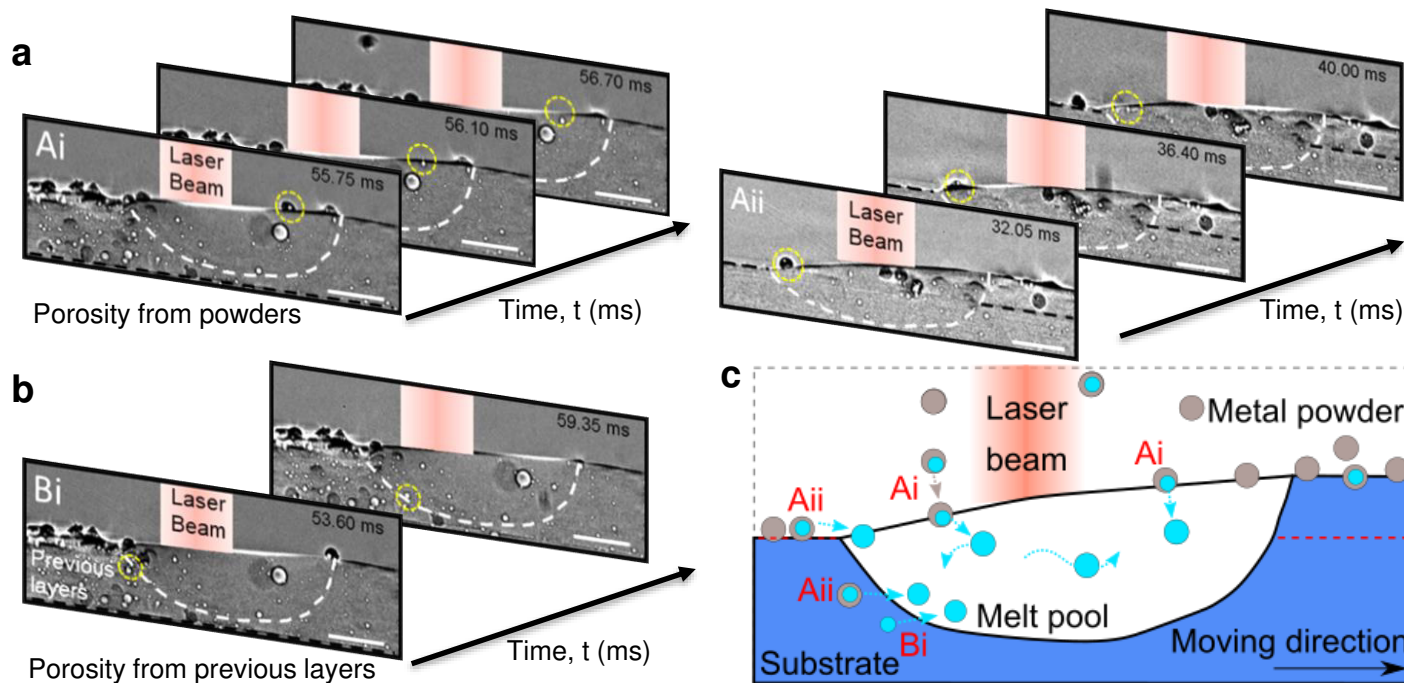 a
Ai
Laser
Beam
55.75 ms
56.10 ms
56.70 ms
Porosity from powders
Time, t (ms)
Aii
Laser
Beam
32.05 ms
36.40 ms
40.00 ms
Time, t (ms)
b
Bi
Laser
Beam
53.60 ms
59.35 ms
Previous
layers
Porosity from previous layers
Time, t (ms)
c
Laser
beam
Metal powder
Ai
Ai
Aii
Aii
Bi
Melt pool
Substrate
Moving direction